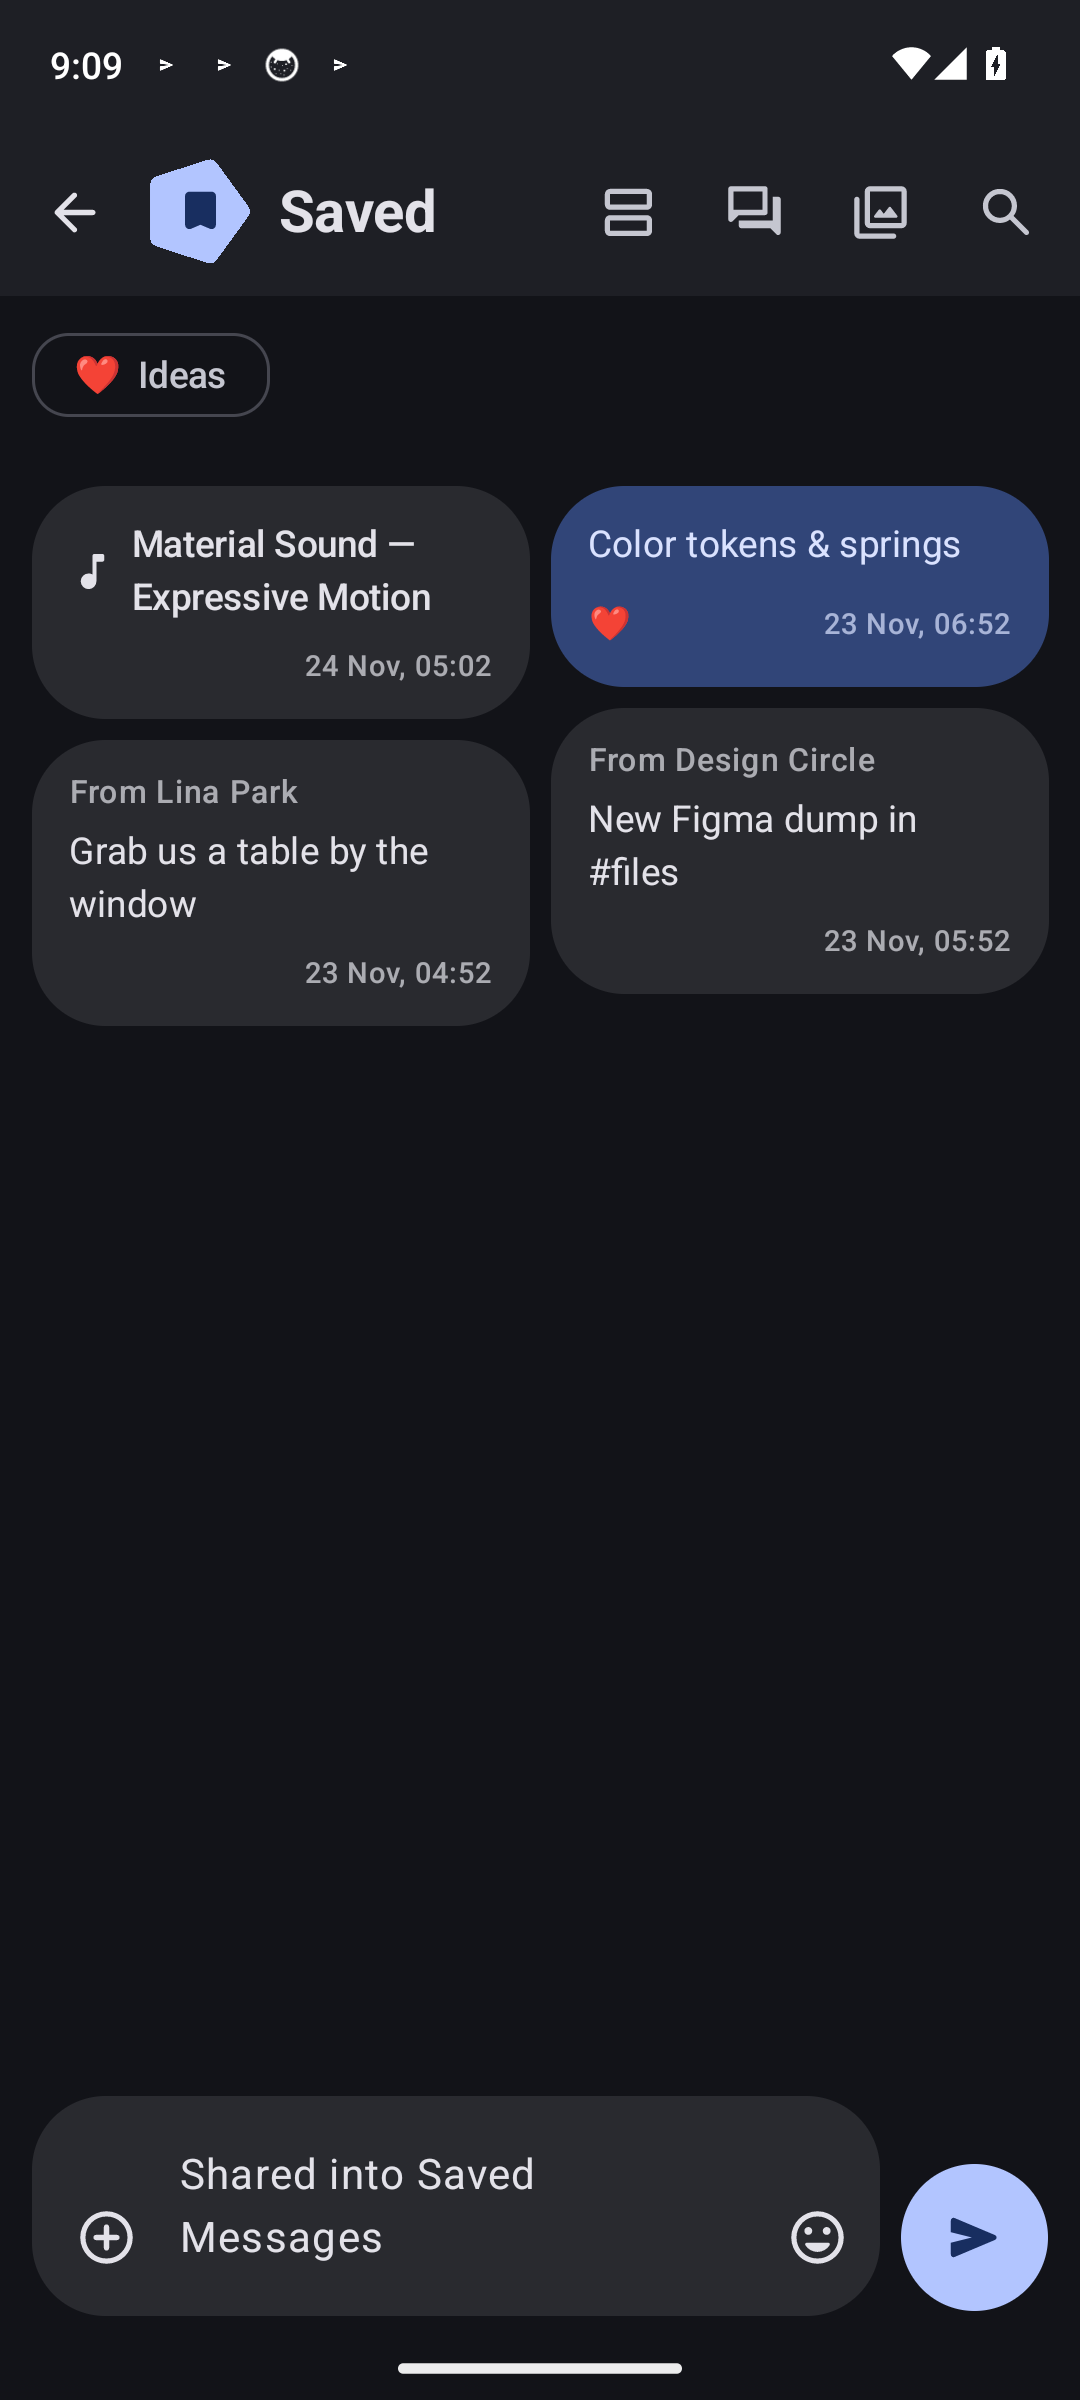 9:09
Saved
❤️ Ideas
Material Sound –
Expressive Motion
24 Nov, 05:02
Color tokens & springs
❤️ 23 Nov, 06:52
From Lina Park
Grab us a table by the
window
23 Nov, 04:52
From Design Circle
New Figma dump in
#files
23 Nov, 05:52
Shared into Saved
Messages